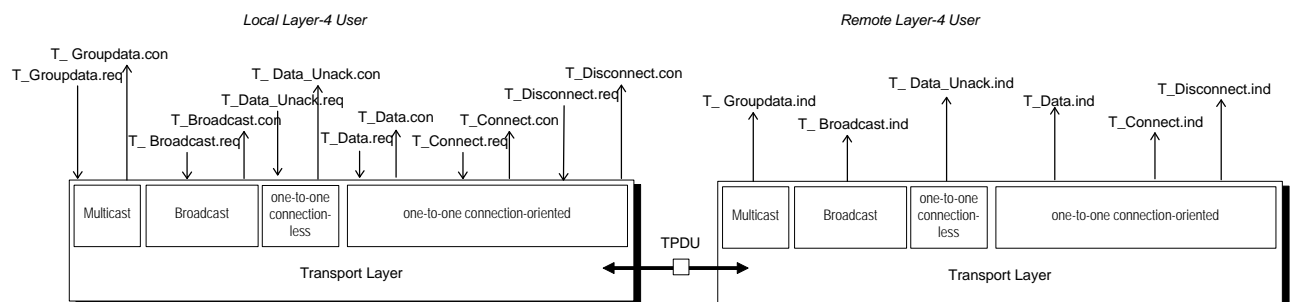 Local Layer-4 User
Remote Layer-4 User
T_ Groupdata.con
T_Groupdata.req
T_ Data_Unack.con
T_Data_Unack.req
T_Broadcast.con
T_ Broadcast.req
T_Data.con
T_Data.req
T_Disconnect.con
T_Disconnect.req
T_Connect.con
T_Connect.req
T_ Groupdata.ind
T_ Broadcast.ind
T_ Data_Unack.ind
T_Data.ind
T_Connect.ind
T_Disconnect.ind
Multicast
Broadcast
one-to-one
connection-
less
one-to-one connection-oriented
Transport Layer
TPDU
Multicast
Broadcast
one-to-one
connection-
less
one-to-one connection-oriented
Transport Layer